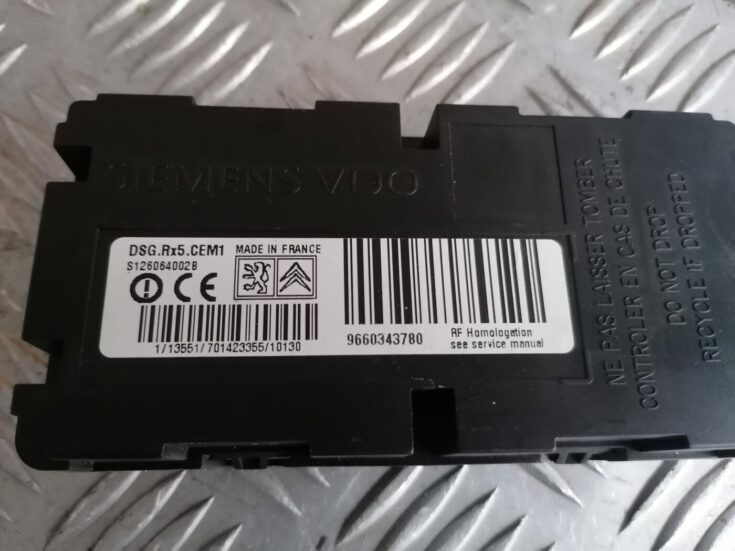 SIEMENS-VDO
DSG.Rx5.CEM1 MADE IN FRANCE
S126064002B
CE
1/13551/701423355/10130
9660343780
RF Homologation
see service manual
NE PAS LAISSER TOMBER
CONTROLER EN CAS DE CHUTE
DO NOT DROP
RECYCLE IF DROPPED